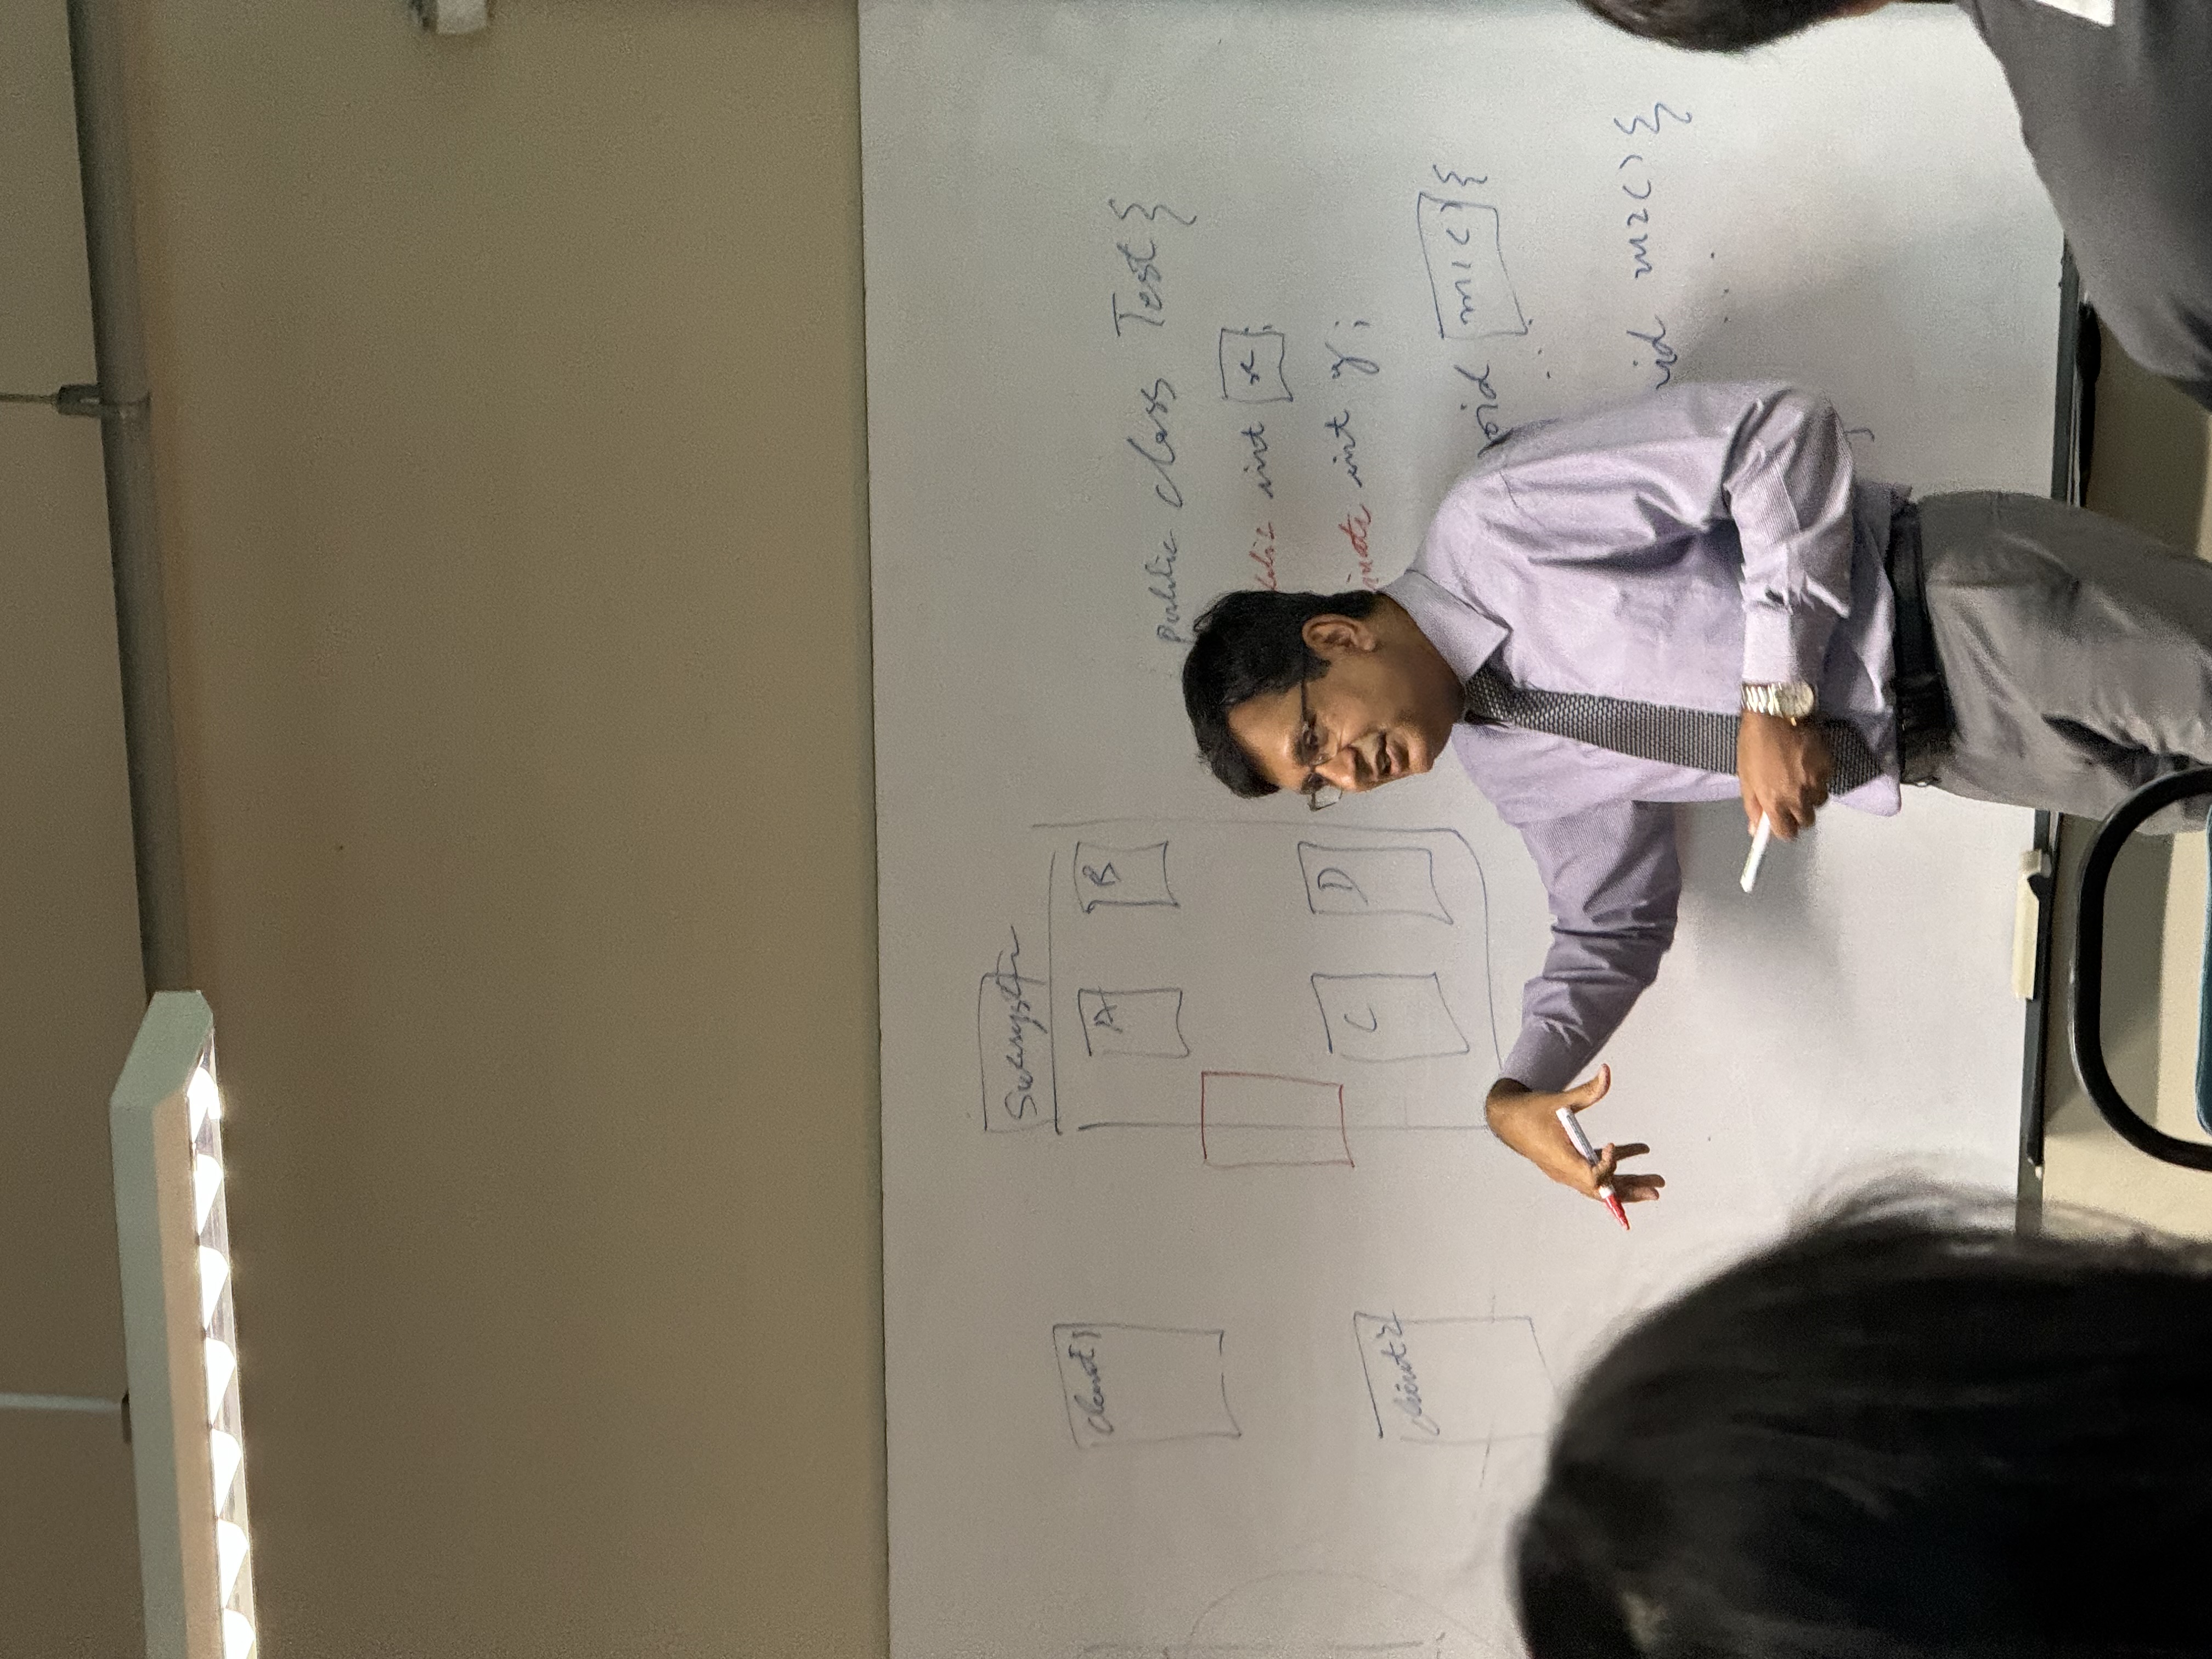 Subsystem
client1
A B
client2
C D
public class Test {
int x;
int y;
m1() {
...
m2() {
...